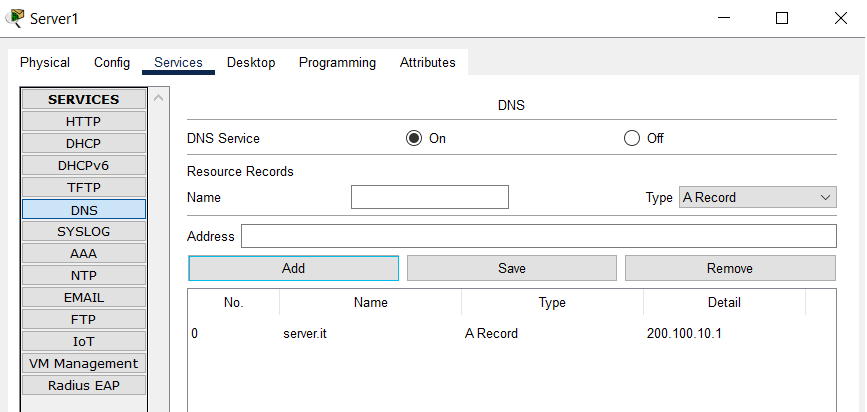 Server1
Physical Config Services Desktop Programming Attributes
SERVICES
HTTP
DHCP
DHCPv6
TFTP
DNS
SYSLOG
AAA
NTP
EMAIL
FTP
IoT
VM Management
Radius EAP
DNS
DNS Service On Off
Resource Records
Name Type A Record
Address
Add Save Remove
No. Name Type Detail
0 server.it A Record 200.100.10.1